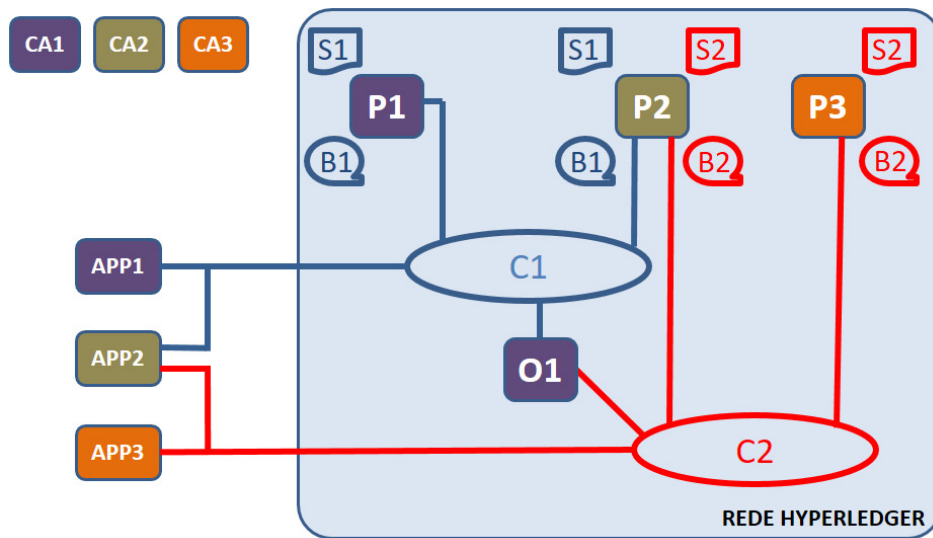 CA1 CA2 CA3
S1 S1 S2 S2
P1 P2 P3
B1 B1 B2 B2
APP1 C1
APP2 O1
APP3 C2
REDE HYPERLEDGER